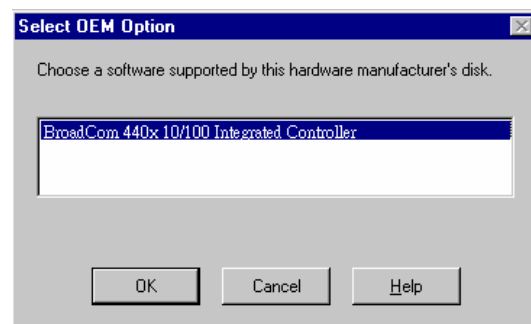 Select OEM Option
Choose a software supported by this hardware manufacturer's disk.
BroadCom 440x 10/100 Integrated Controller
OK
Cancel
Help